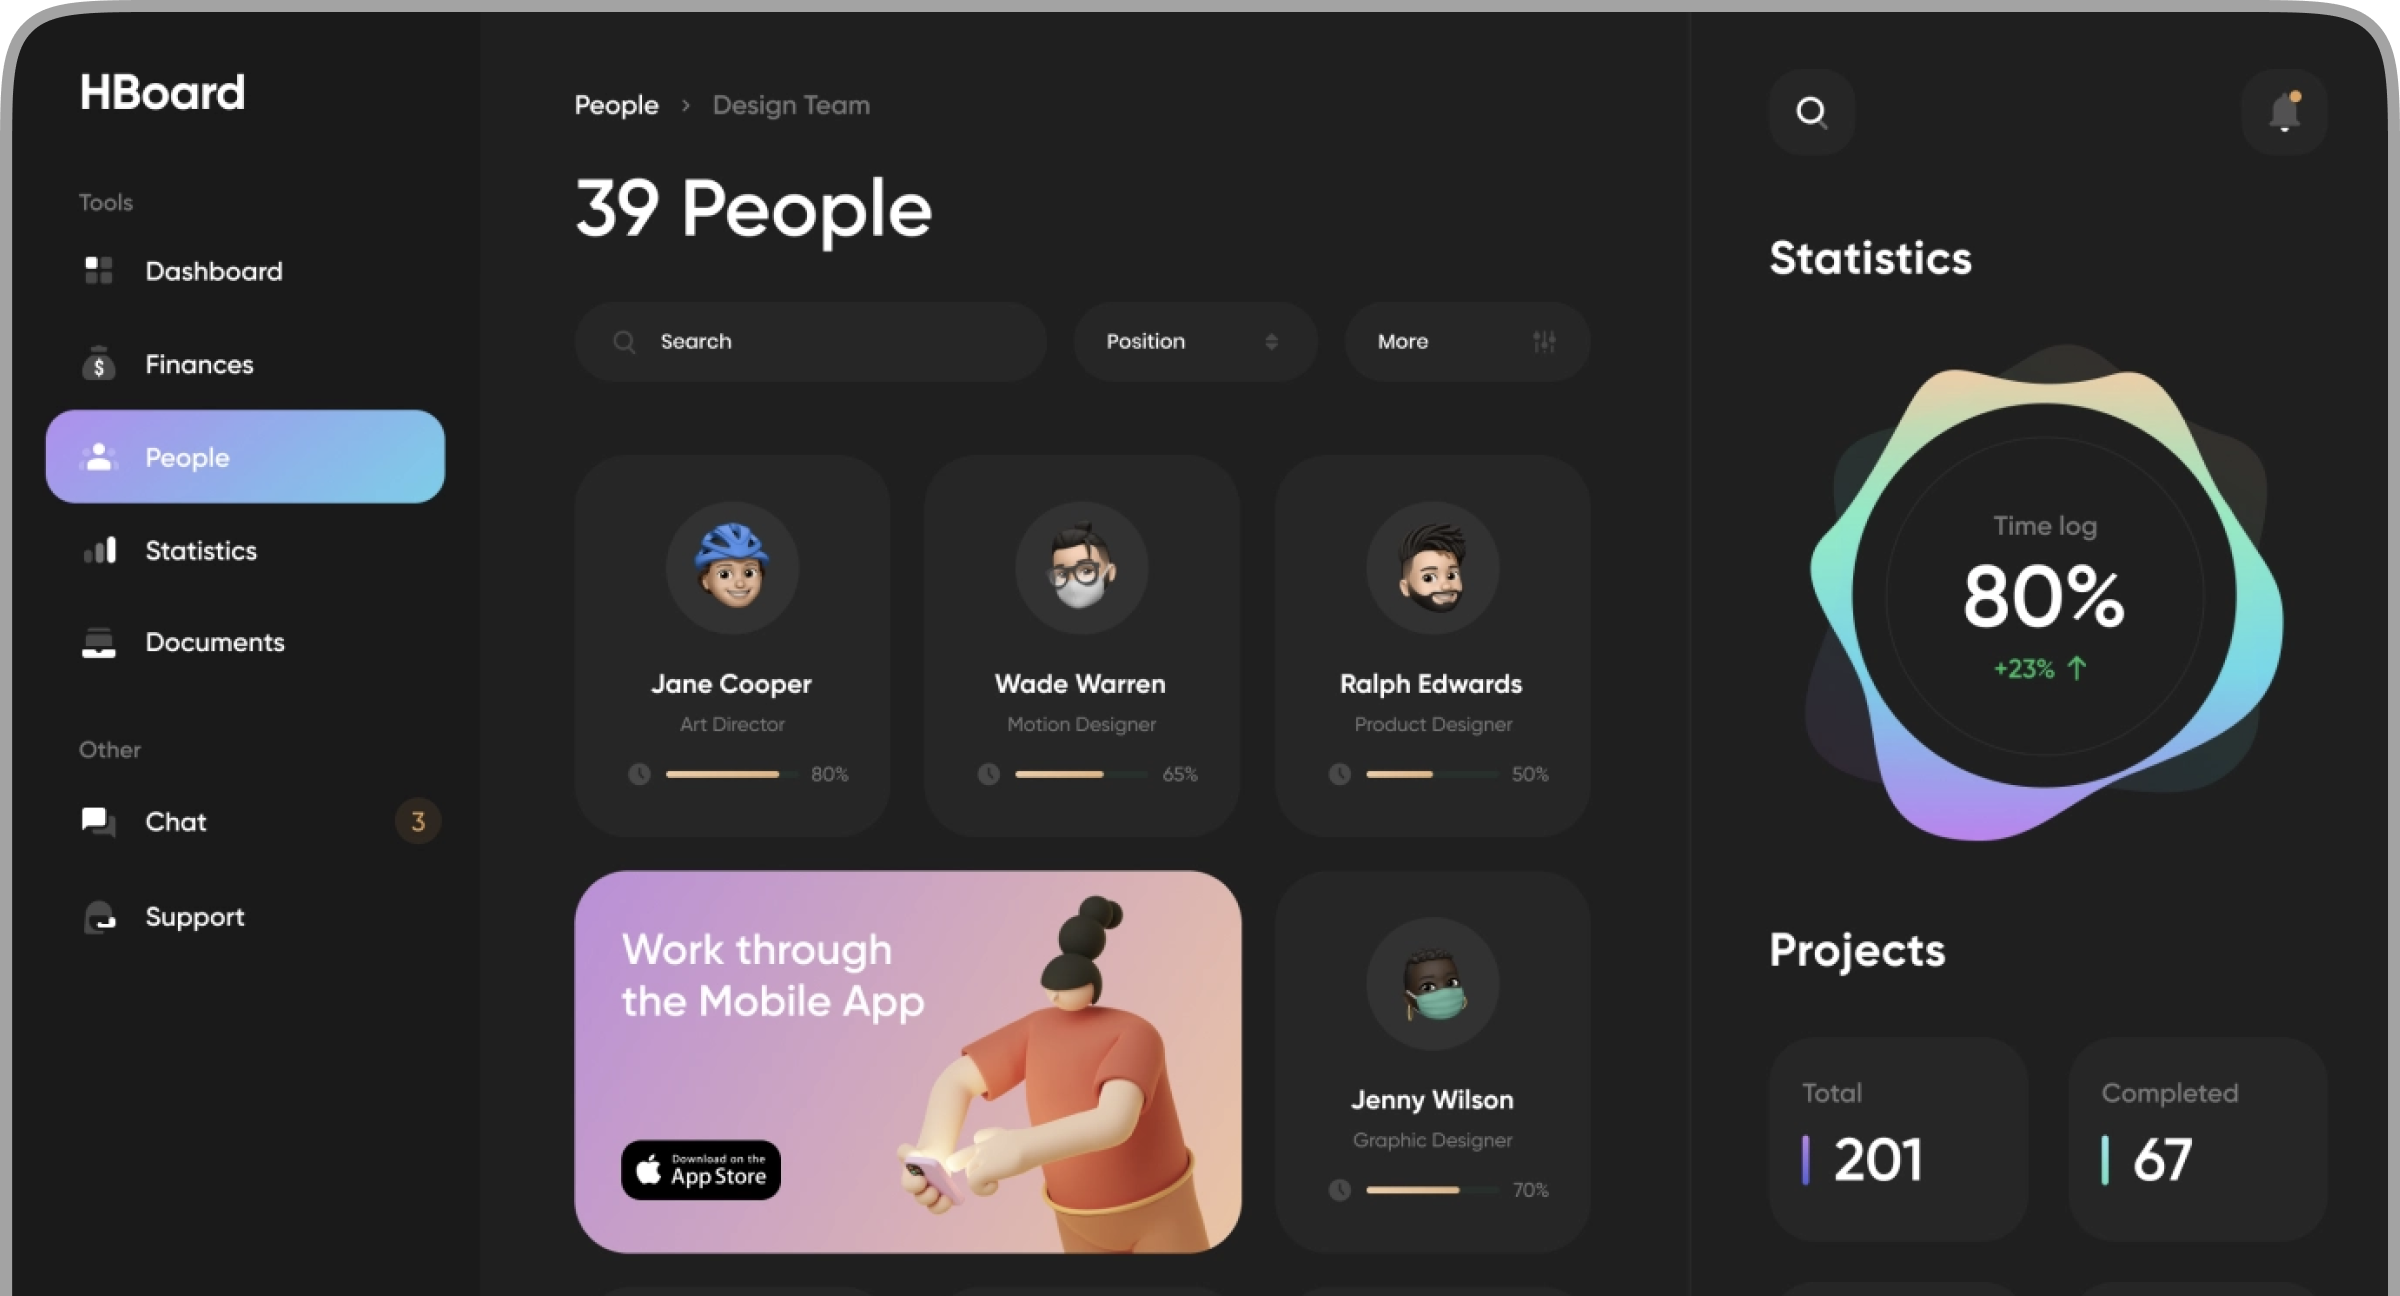 HBoard
Tools
Dashboard
Finances
People
Statistics
Documents
Other
Chat
3
Support
People > Design Team
39 People
Search
Position
More
Jane Cooper
Art Director
80%
Wade Warren
Motion Designer
65%
Ralph Edwards
Product Designer
50%
Work through
the Mobile App
Download on the
App Store
Jenny Wilson
Graphic Designer
70%
Statistics
Time log
80%
+23% ↑
Projects
Total
201
Completed
67